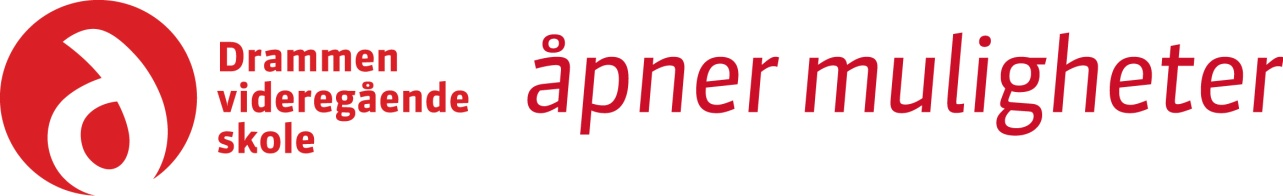 Drammen
videregående
skole
åpner muligheter